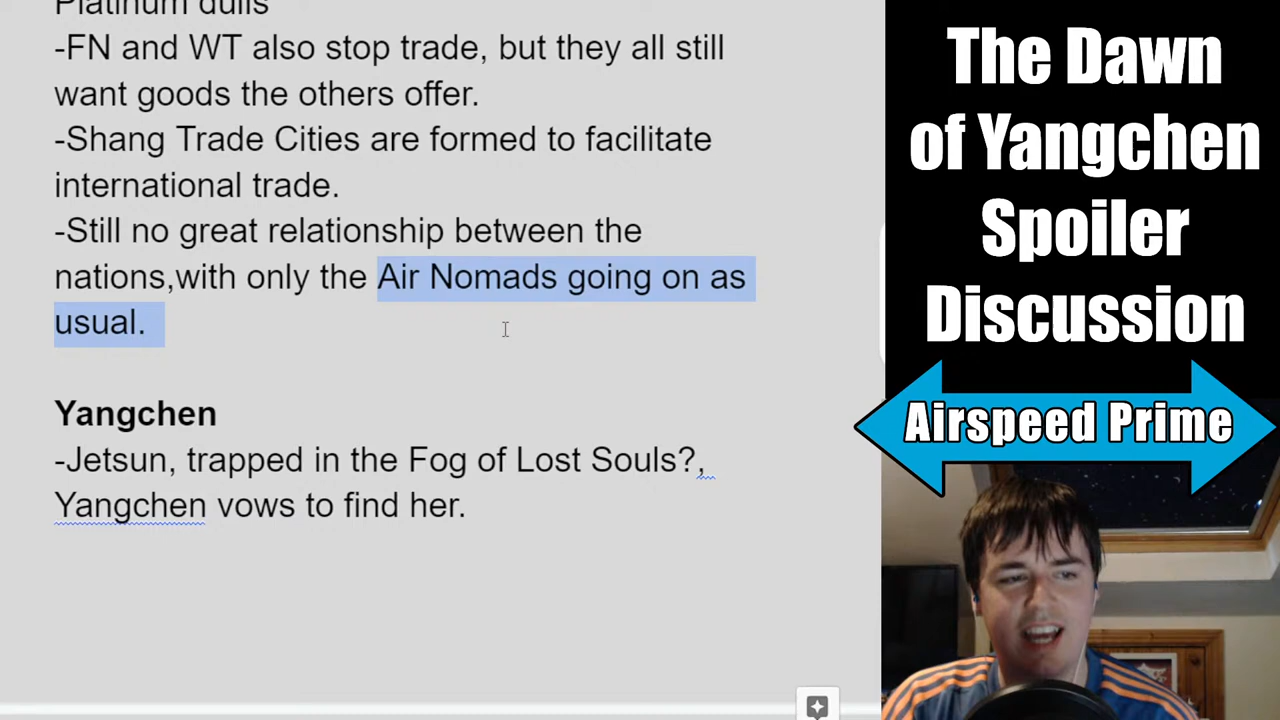 Platinum dulls
-FN and WT also stop trade, but they all still
want goods the others offer.
-Shang Trade Cities are formed to facilitate
international trade.
-Still no great relationship between the
nations,with only the Air Nomads going on as
usual.
Yangchen
-Jetsun, trapped in the Fog of Lost Souls?,
Yangchen vows to find her.
The Dawn
of Yangchen
Spoiler
Discussion
Airspeed Prime